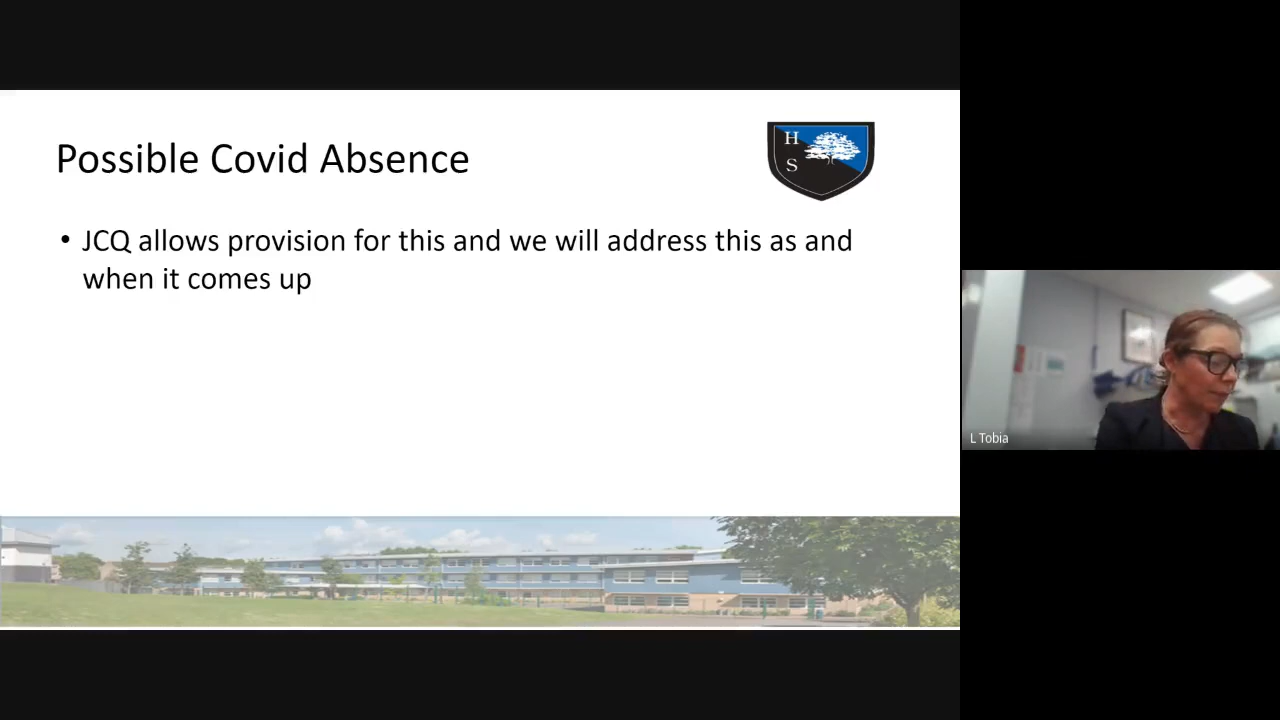 Possible Covid Absence
H
S
• JCQ allows provision for this and we will address this as and
when it comes up
L Tobia